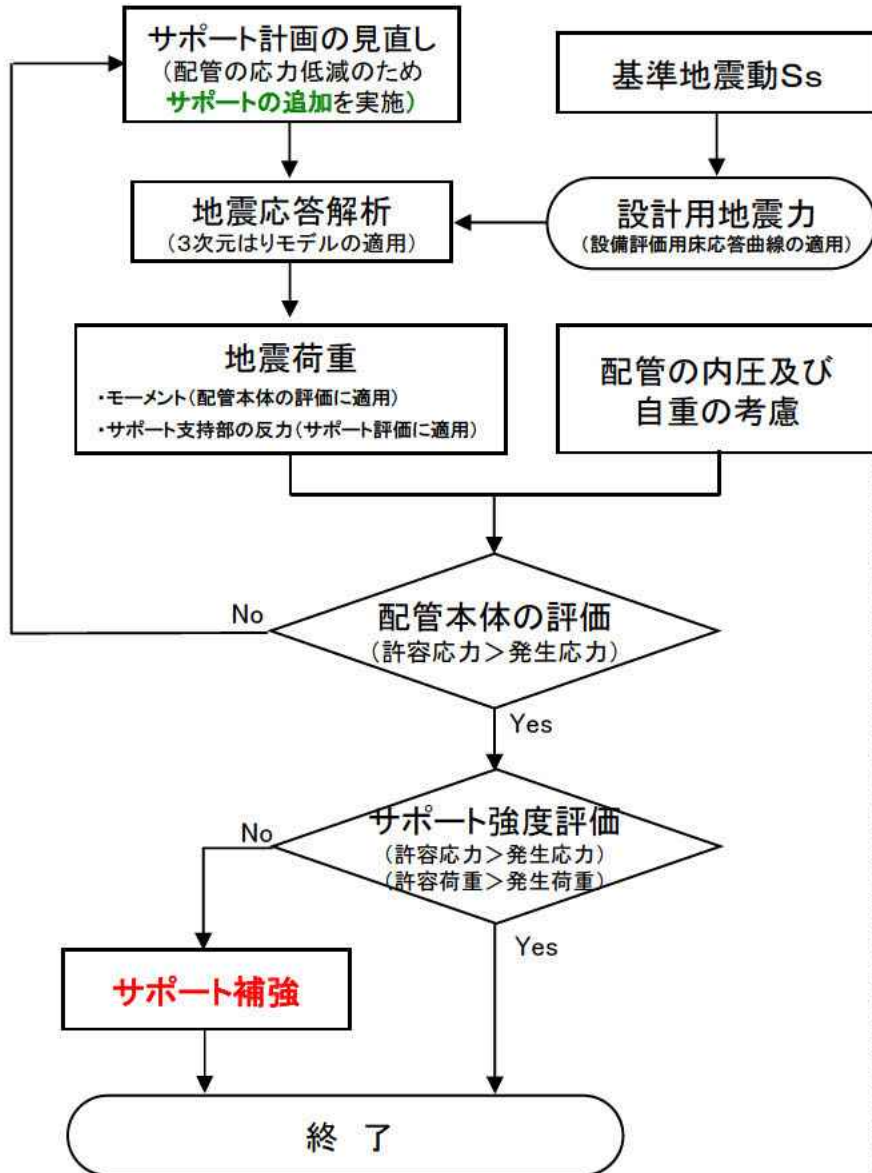 サポート計画の見直し
(配管の応力低減のため
サポートの追加を実施)
基準地震動Ss
地震応答解析
(3次元はりモデルの適用)
設計用地震力
(設備評価用床応答曲線の適用)
地震荷重
・モーメント(配管本体の評価に適用)
・サポート支持部の反力(サポート評価に適用)
配管の内圧及び
自重の考慮
No
配管本体の評価
(許容応力>発生応力)
Yes
No
サポート強度評価
(許容応力>発生応力)
(許容荷重>発生荷重)
Yes
サポート補強
終 了